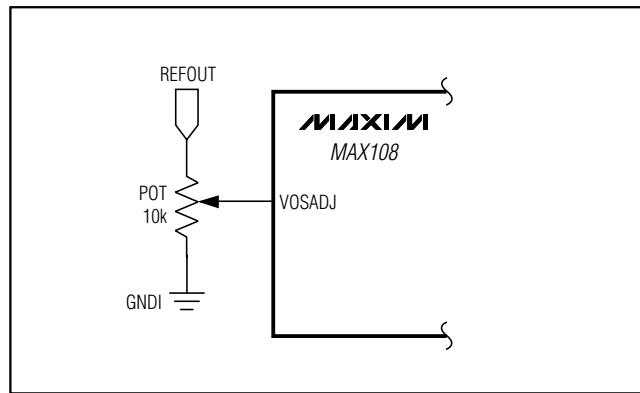 REFOUT
MAXIM
MAX108
POT
10k
VOSADJ
GNDI